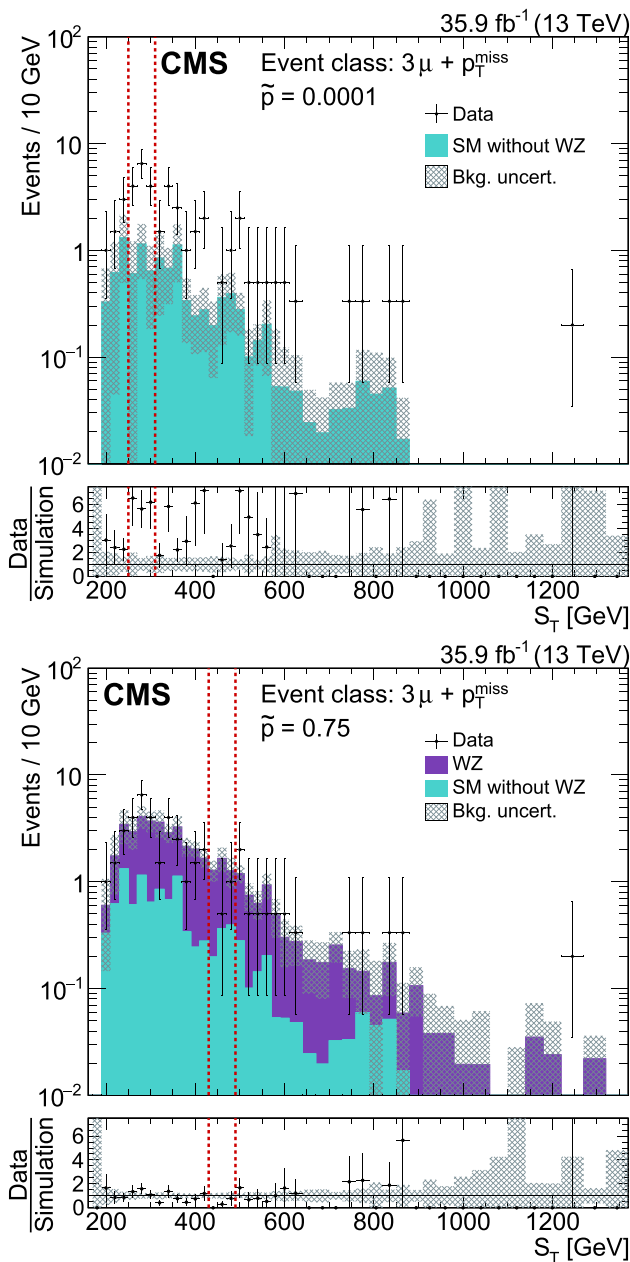 35.9 fb⁻¹ (13 TeV)
CMS
Event class: 3 μ + p_T^miss
p̃ = 0.0001
Data
SM without WZ
Bkg. uncert.
Events / 10 GeV
10²
10
1
10⁻¹
10⁻²
Data
Simulation
6
4
2
0
200 400 600 800 1000 1200
S_T [GeV]
35.9 fb⁻¹ (13 TeV)
CMS
Event class: 3 μ + p_T^miss
p̃ = 0.75
Data
WZ
SM without WZ
Bkg. uncert.
Events / 10 GeV
10²
10
1
10⁻¹
10⁻²
Data
Simulation
6
4
2
0
200 400 600 800 1000 1200
S_T [GeV]